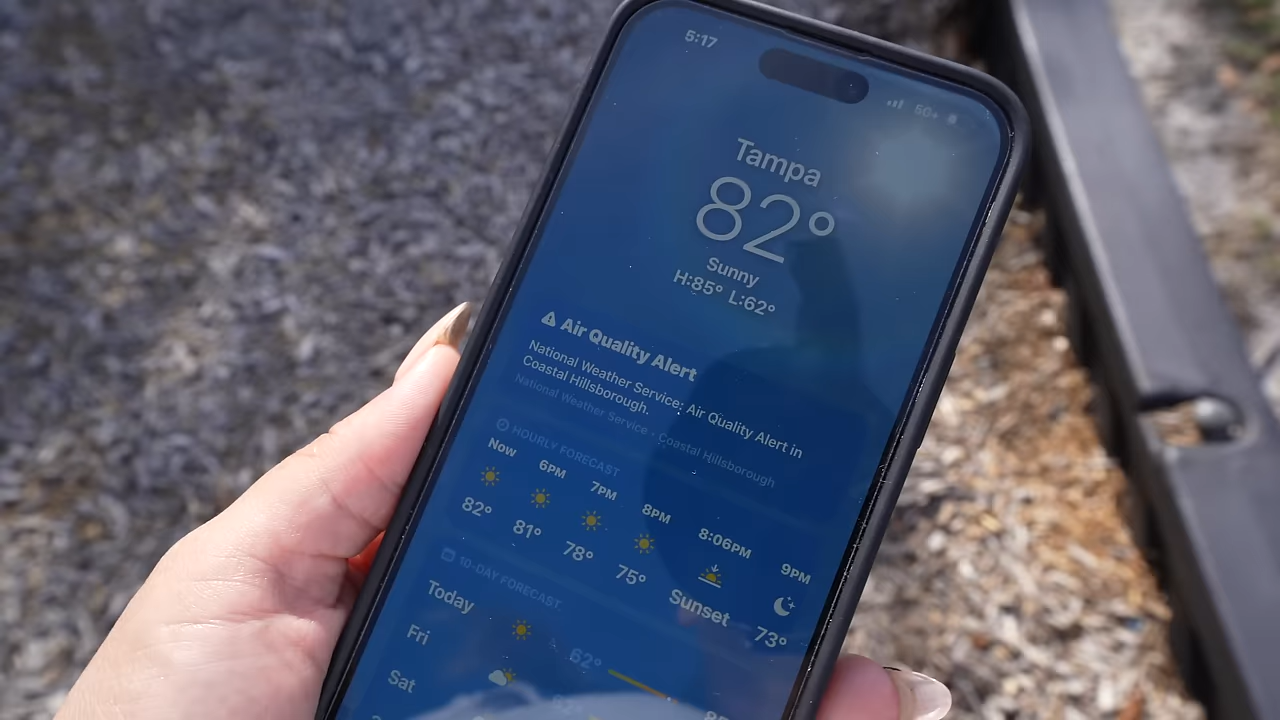 5:17
5G+
Tampa
82°
Sunny
H:85° L:62°
Air Quality Alert
National Weather Service: Air Quality Alert in
Coastal Hillsborough.
National Weather Service - Coastal Hillsborough
HOURLY FORECAST
Now 6PM 7PM 8PM 8:06PM 9PM
82° 81° 78° 75° Sunset 73°
10-DAY FORECAST
Today 62°
Fri
Sat